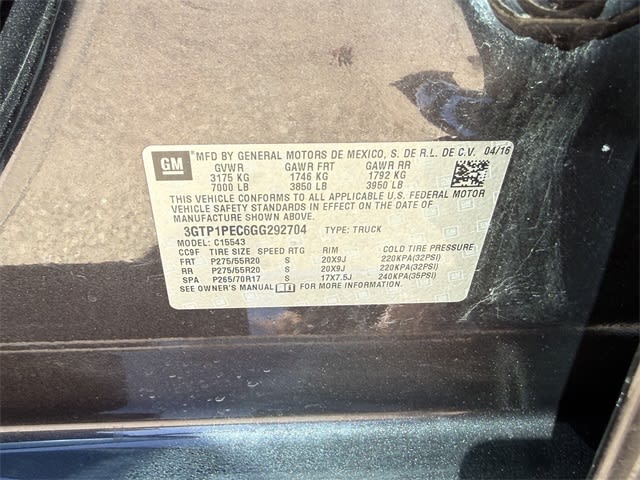 GM
® MFD BY GENERAL MOTORS DE MEXICO, S. DE R.L. DE C.V. 04/16
GVWR GAWR FRT GAWR RR
3175 KG 1746 KG 1792 KG
7000 LB 3850 LB 3950 LB
THIS VEHICLE CONFORMS TO ALL APPLICABLE U.S. FEDERAL MOTOR
VEHICLE SAFETY STANDARDS IN EFFECT ON THE DATE OF
MANUFACTURE SHOWN ABOVE.
3GTP1PEC6GG292704 TYPE: TRUCK
MODEL: C15543
CC9F TIRE SIZE SPEED RTG RIM COLD TIRE PRESSURE
FRT P275/55R20 S 20X9J 220KPA(32PSI)
RR P275/55R20 S 20X9J 220KPA(32PSI)
SPA P265/70R17 S 17X7.5J 240KPA(35PSI)
SEE OWNER'S MANUAL FOR MORE INFORMATION.